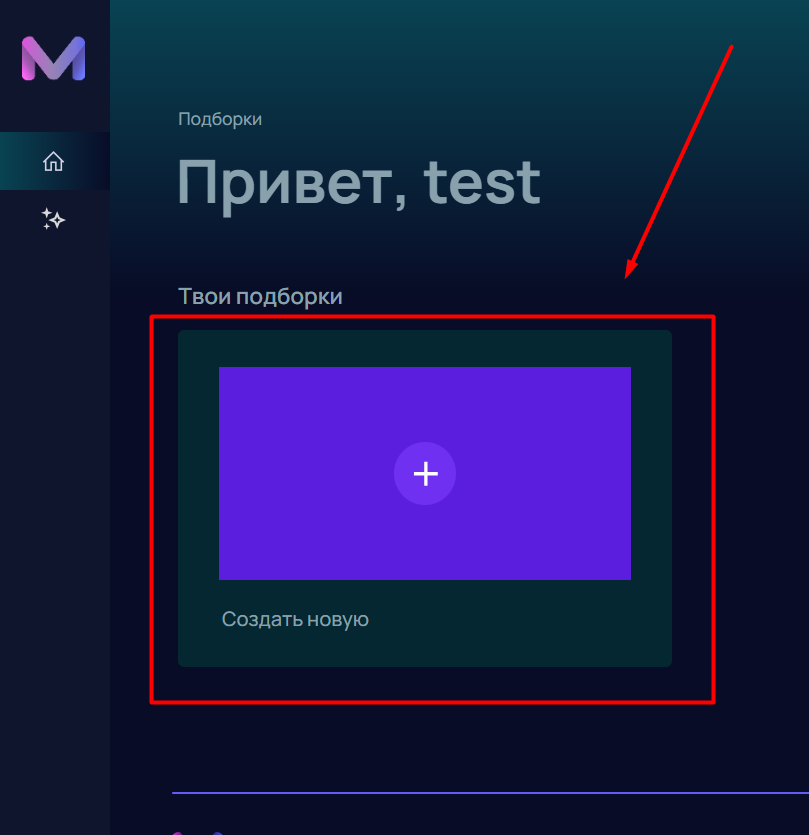 Подборки
Привет, test
Твои подборки
Создать новую